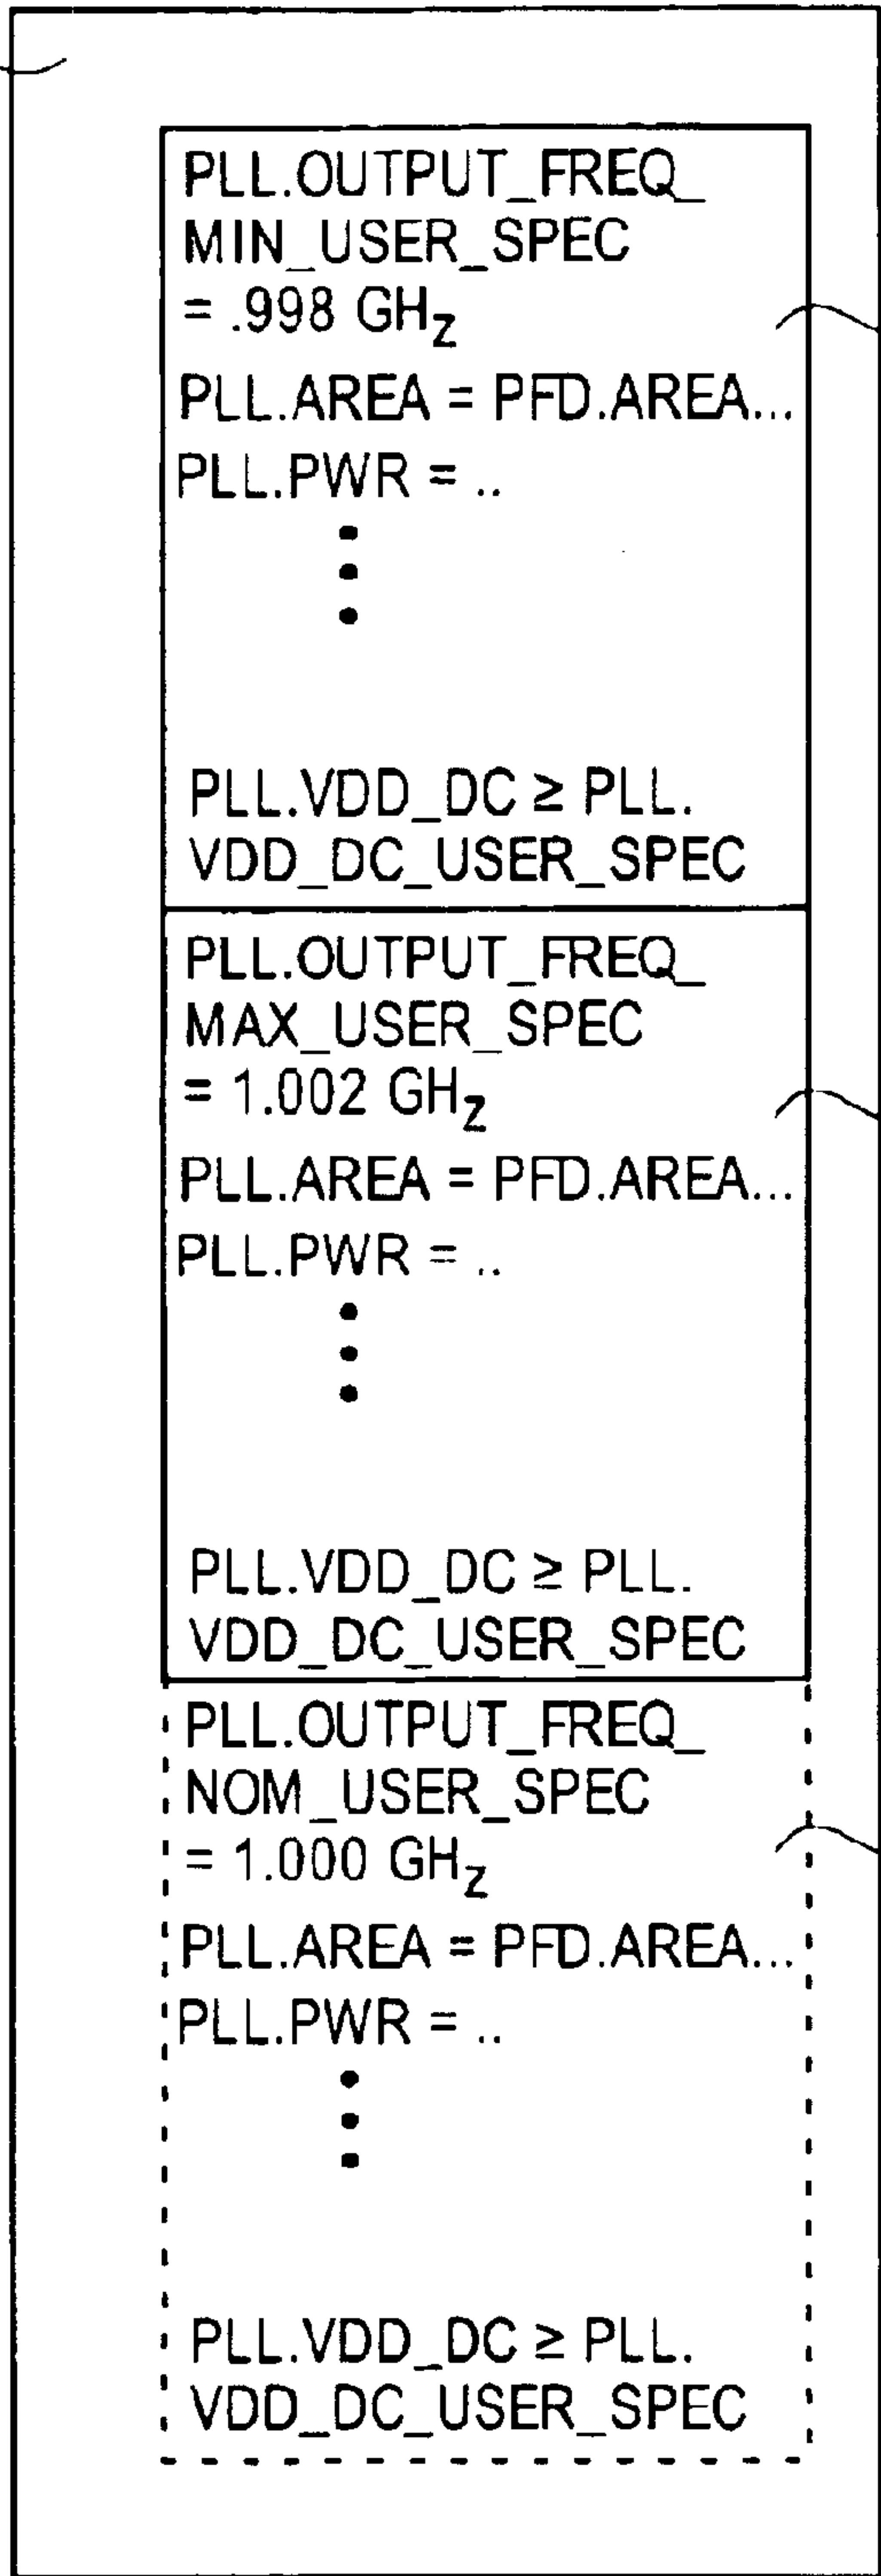 PLL.OUTPUT_FREQ_
MIN_USER_SPEC
= .998 GHz
PLL.AREA = PFD.AREA...
PLL.PWR = ..
PLL.VDD_DC ≥ PLL.
VDD_DC_USER_SPEC
PLL.OUTPUT_FREQ_
MAX_USER_SPEC
= 1.002 GHz
PLL.AREA = PFD.AREA...
PLL.PWR = ..
PLL.VDD_DC ≥ PLL.
VDD_DC_USER_SPEC
PLL.OUTPUT_FREQ_
NOM_USER_SPEC
= 1.000 GHz
PLL.AREA = PFD.AREA...
PLL.PWR = ..
PLL.VDD_DC ≥ PLL.
VDD_DC_USER_SPEC